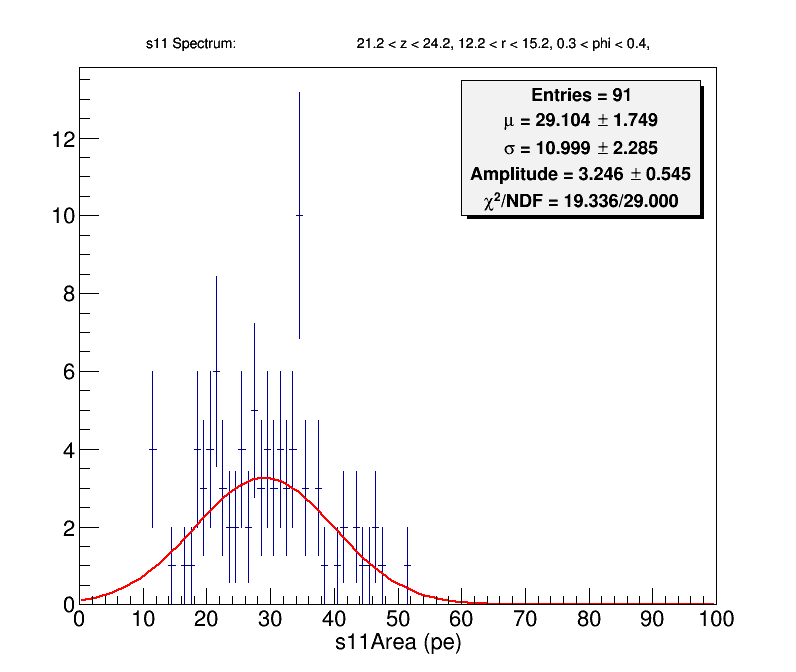 s11 Spectrum: 21.2 < z < 24.2, 12.2 < r < 15.2, 0.3 < phi < 0.4,
Entries = 91
μ = 29.104 ± 1.749
σ = 10.999 ± 2.285
Amplitude = 3.246 ± 0.545
χ²/NDF = 19.336/29.000
12
10
8
6
4
2
0
0 10 20 30 40 50 60 70 80 90 100
s11Area (pe)